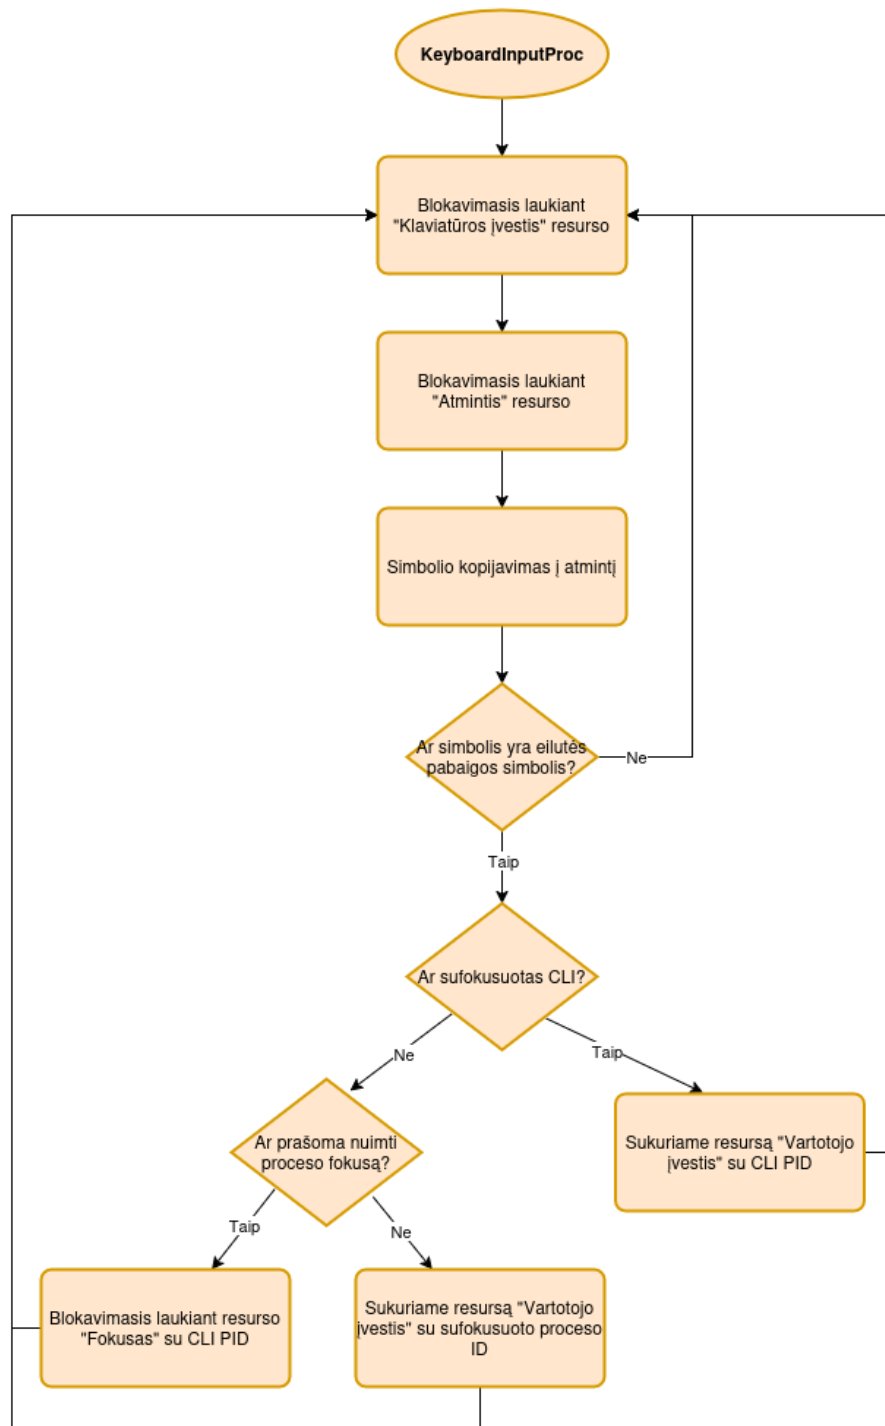 KeyboardInputProc
Blokavimasis laukiant
"Klaviatūros įvestis" resurso
Blokavimasis laukiant
"Atmintis" resurso
Simbolio kopijavimas į atmintį
Ar simbolis yra eilutės
pabaigos simbolis?
Ne
Taip
Ar sufokusuotas CLI?
Ne
Taip
Ar prašoma nuimti
proceso fokusą?
Sukuriame resursą "Vartotojo
įvestis" su CLI PID
Taip
Ne
Blokavimasis laukiant resurso
"Fokusas" su CLI PID
Sukuriame resursą "Vartotojo
įvestis" su sufokusuoto proceso
ID